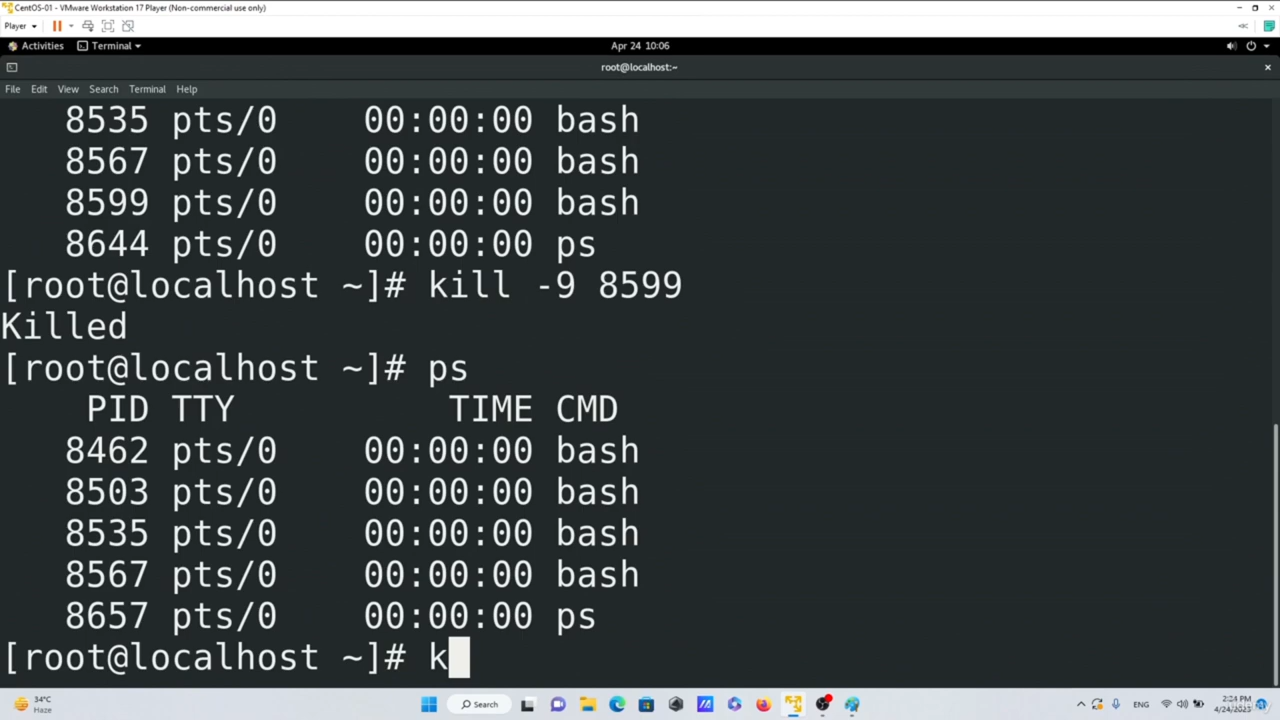 CentOS-01 - VMware Workstation 17 Player (Non-commercial use only)
Player
Activities Terminal Apr 24 10:06
root@localhost:~
File Edit View Search Terminal Help
8535 pts/0 00:00:00 bash
8567 pts/0 00:00:00 bash
8599 pts/0 00:00:00 bash
8644 pts/0 00:00:00 ps
[root@localhost ~]# kill -9 8599
Killed
[root@localhost ~]# ps
PID TTY TIME CMD
8462 pts/0 00:00:00 bash
8503 pts/0 00:00:00 bash
8535 pts/0 00:00:00 bash
8567 pts/0 00:00:00 bash
8657 pts/0 00:00:00 ps
[root@localhost ~]# k
34°C
Haze
Search
ENG
2:24 PM
4/24/2023